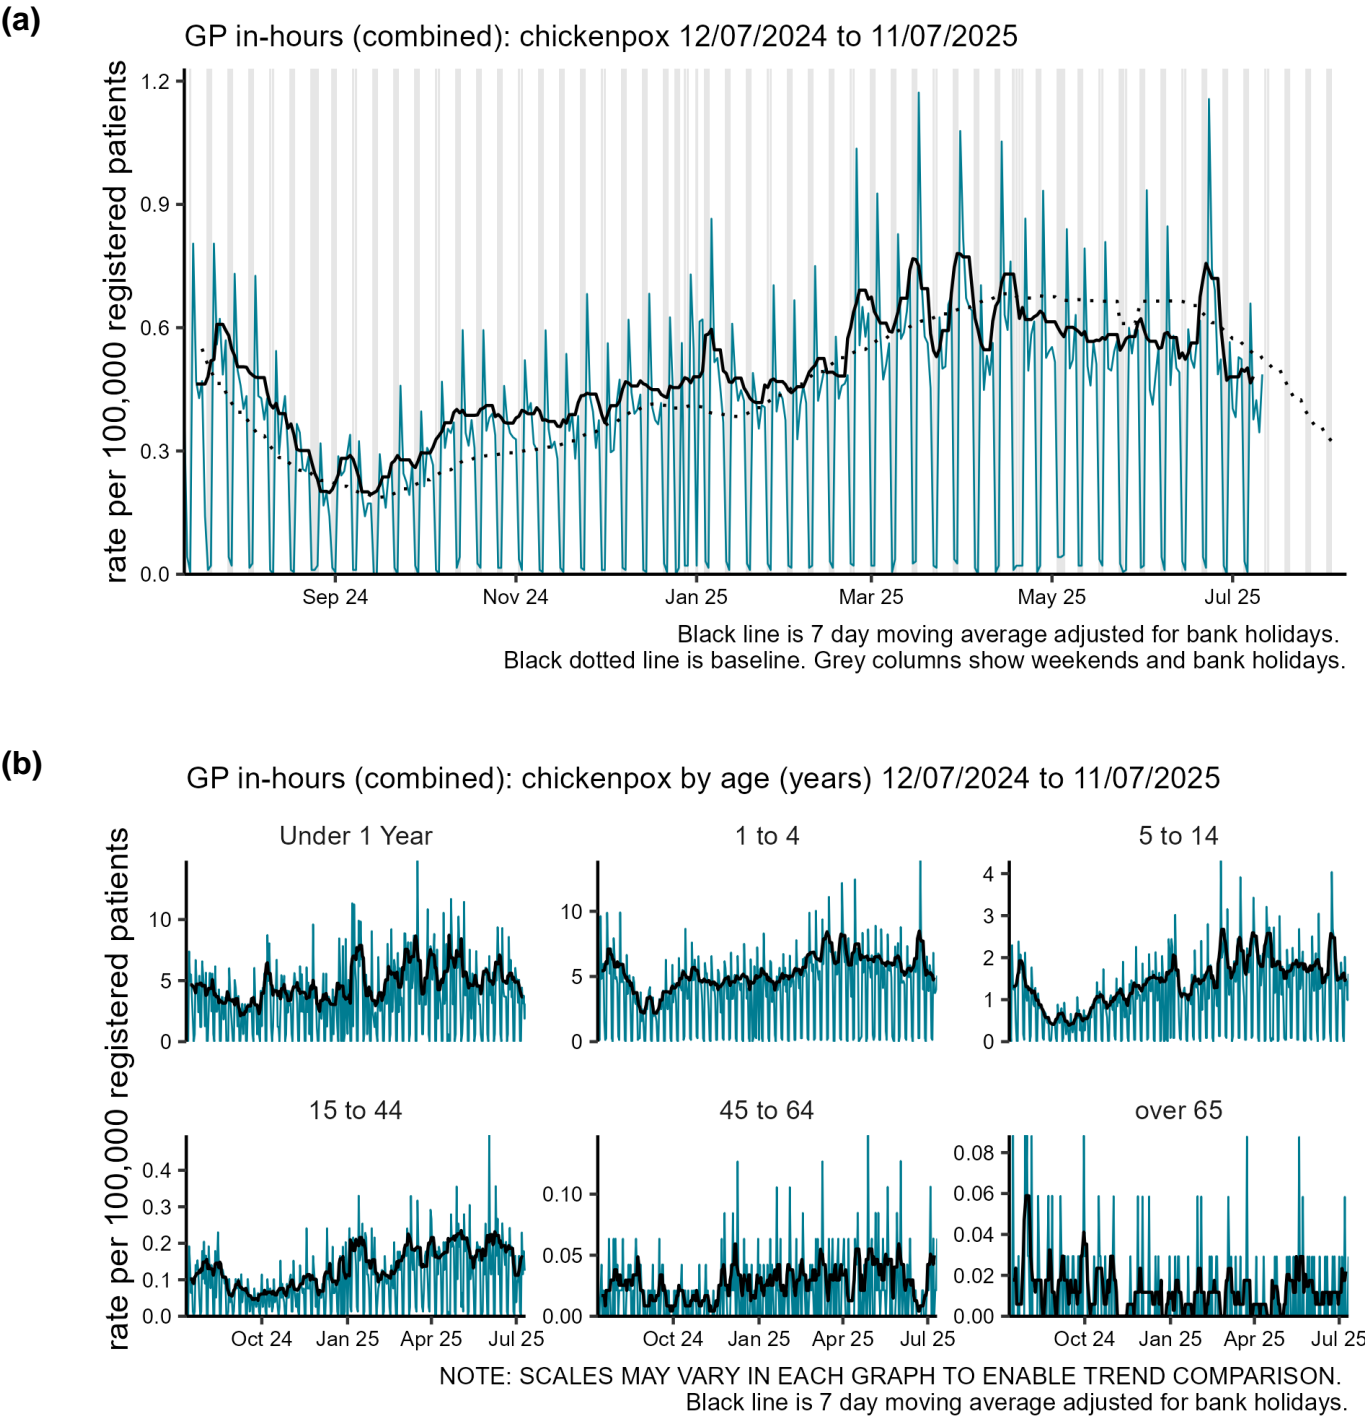 (a)
GP in-hours (combined): chickenpox 12/07/2024 to 11/07/2025
rate per 100,000 registered patients
1.2
0.9
0.6
0.3
0.0
Sep 24
Nov 24
Jan 25
Mar 25
May 25
Jul 25
Black line is 7 day moving average adjusted for bank holidays.
Black dotted line is baseline. Grey columns show weekends and bank holidays.
(b)
GP in-hours (combined): chickenpox by age (years) 12/07/2024 to 11/07/2025
rate per 100,000 registered patients
Under 1 Year
10
5
0
1 to 4
10
5
0
5 to 14
4
3
2
1
0
15 to 44
0.4
0.3
0.2
0.1
0.0
Oct 24
Jan 25
Apr 25
Jul 25
45 to 64
0.10
0.05
0.00
Oct 24
Jan 25
Apr 25
Jul 25
over 65
0.08
0.06
0.04
0.02
0.00
Oct 24
Jan 25
Apr 25
Jul 25
NOTE: SCALES MAY VARY IN EACH GRAPH TO ENABLE TREND COMPARISON.
Black line is 7 day moving average adjusted for bank holidays.